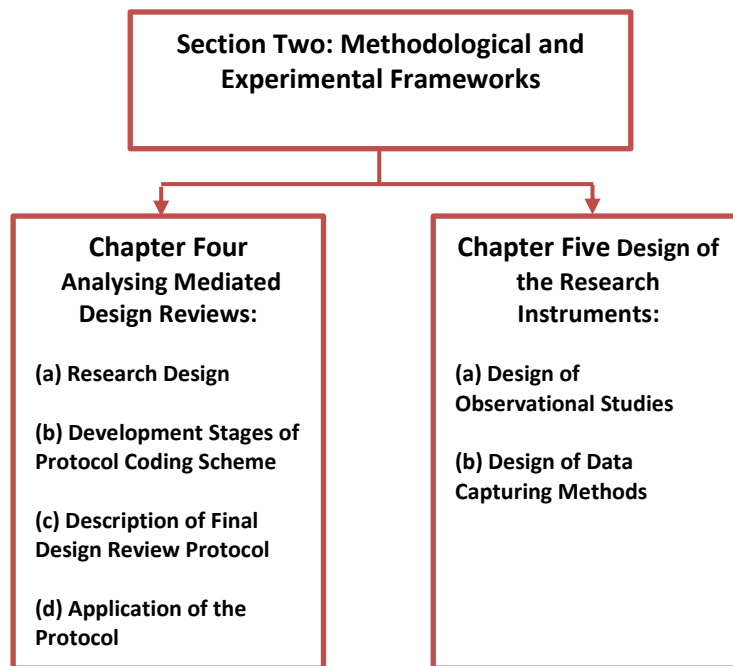 Section Two: Methodological and
Experimental Frameworks
Chapter Four
Analysing Mediated
Design Reviews:
(a) Research Design
(b) Development Stages of
Protocol Coding Scheme
(c) Description of Final
Design Review Protocol
(d) Application of the
Protocol
Chapter Five Design of
the Research
Instruments:
(a) Design of
Observational Studies
(b) Design of Data
Capturing Methods